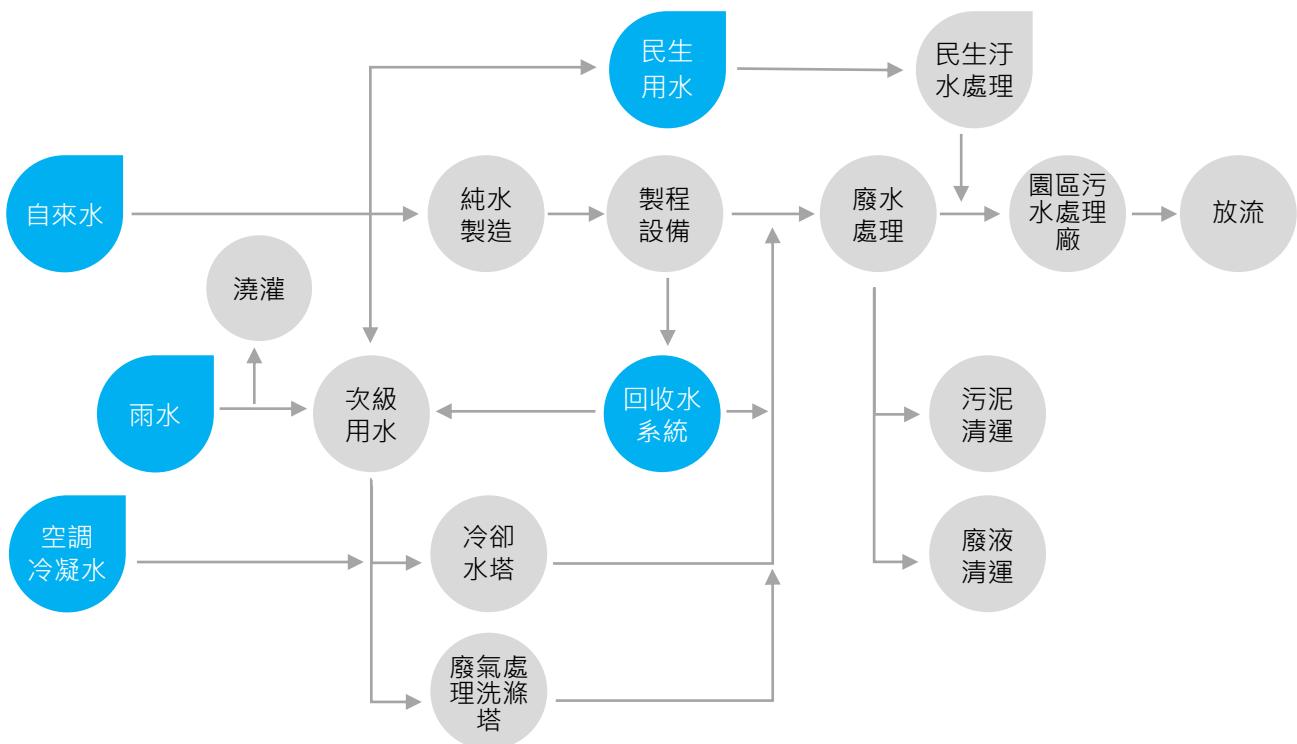 民生
用水
民生汙
水處理
自來水
純水
製造
製程
設備
廢水
處理
園區污
水處理
廠
放流
澆灌
雨水
次級
用水
回收水
系統
污泥
清運
空調
冷凝水
冷卻
水塔
廢液
清運
廢氣處
理洗滌
塔